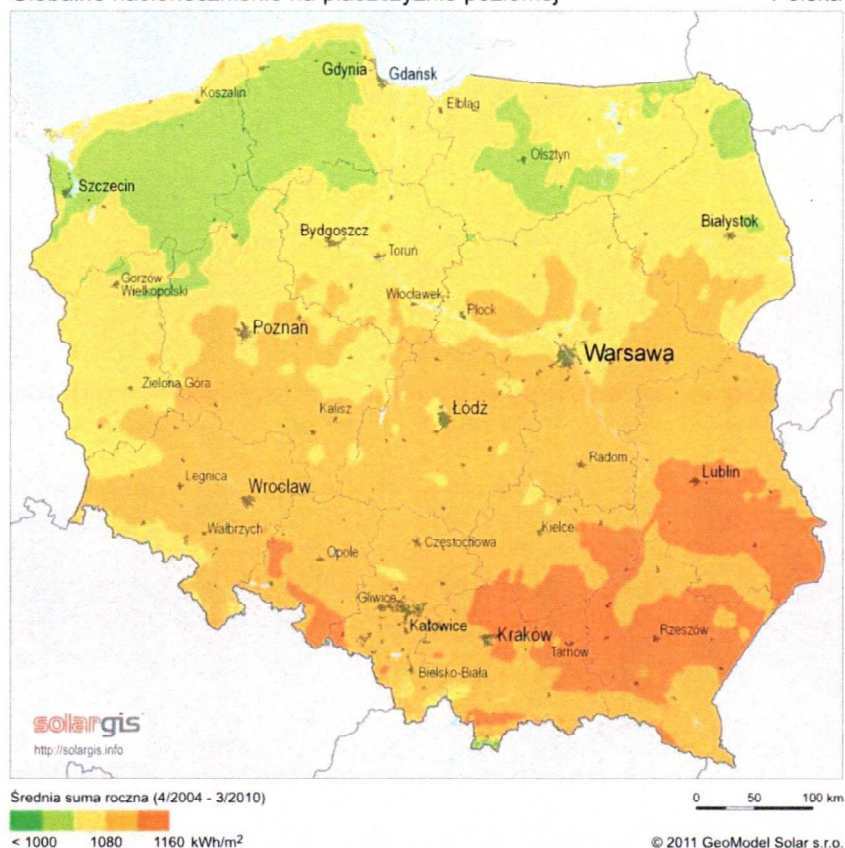 Gdynia
Gdańsk
Koszalin
Elbląg
Olsztyn
Szczecin
Białystok
Bydgoszcz
Toruń
Gorzów
Wielkopolski
Włocławek
Płock
Poznań
Warsawa
Zielona Góra
Kalisz
Łódź
Radom
Lublin
Legnica
Wrocław
Wałbrzych
Kielce
Częstochowa
Opole
Gliwice
Katowice
Kraków
Rzeszów
Tarnów
Bielsko-Biała
solargis
http://solargis.info
Średnia suma roczna (4/2004 - 3/2010)
0 50 100 km
< 1000 1080 1160 kWh/m²
© 2011 GeoModel Solar s.r.o.